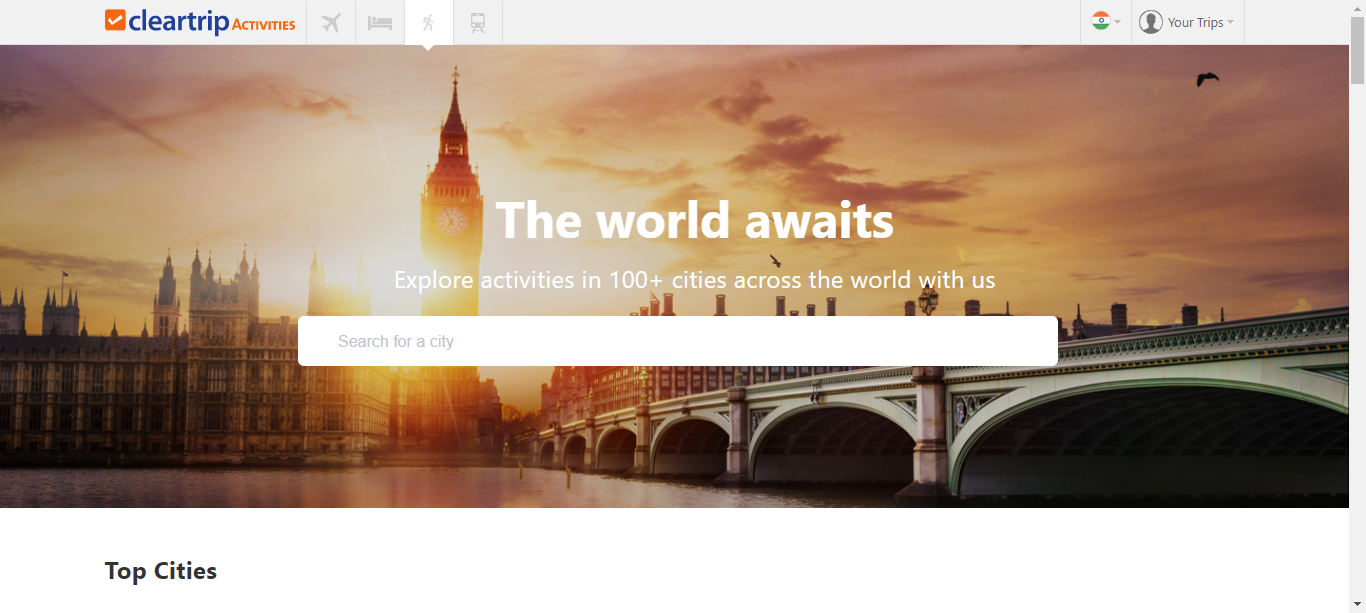 cleartrip ACTIVITIES
Your Trips
The world awaits
Explore activities in 100+ cities across the world with us
Search for a city
Top Cities